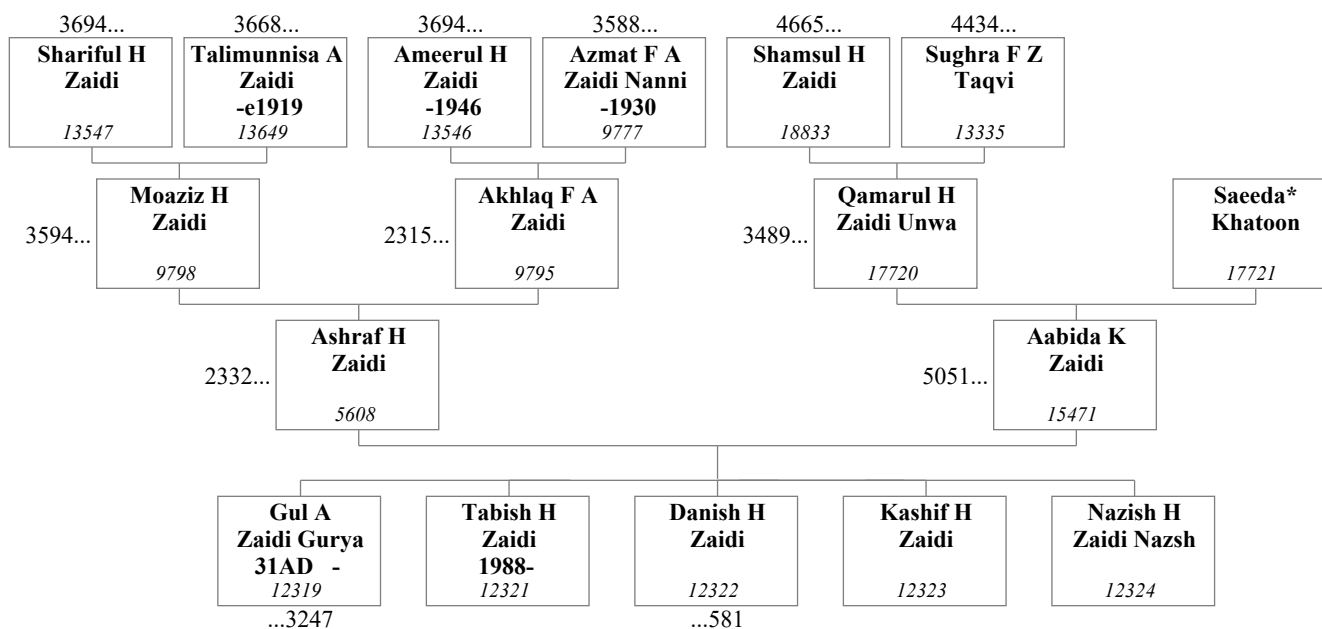 3694...
3668...
3694...
3588...
4665...
4434...
Shariful H
Zaidi
13547
Talimunnisa A
Zaidi
-e1919
13649
Ameerul H
Zaidi
-1946
13546
Azmat F A
Zaidi Nanni
-1930
9777
Shamsul H
Zaidi
18833
Sughra F Z
Taqvi
13335
3594...
Moaziz H
Zaidi
9798
2315...
Akhlaq F A
Zaidi
9795
3489...
Qamarul H
Zaidi Unwa
17720
Saeeda*
Khatoon
17721
2332...
Ashraf H
Zaidi
5608
5051...
Aabida K
Zaidi
15471
Gul A
Zaidi Gurya
31AD -
12319
...3247
Tabish H
Zaidi
1988-
12321
Danish H
Zaidi
12322
...581
Kashif H
Zaidi
12323
Nazish H
Zaidi Nazsh
12324